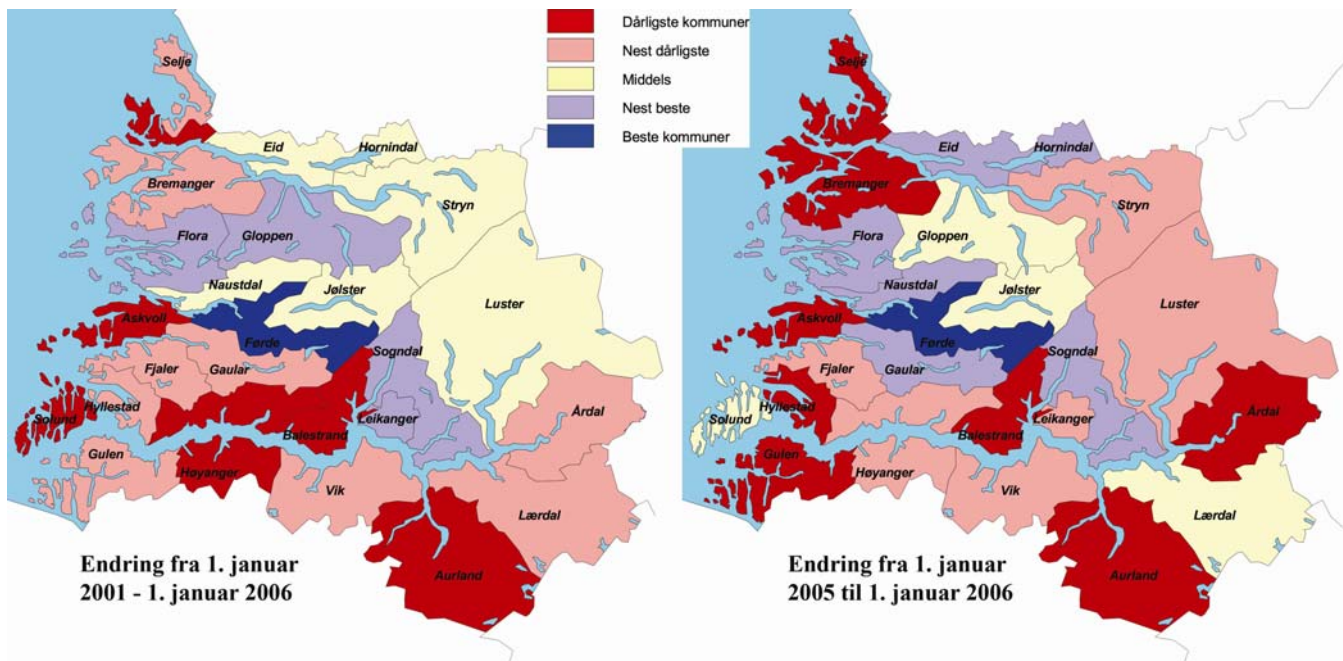 Dårligste kommuner
Nest dårligste
Middels
Nest beste
Beste kommuner
Selje
Eid
Hornindal
Bremanger
Stryn
Flora
Gloppen
Naustdal
Jølster
Luster
Askvoll
Førde
Sogndal
Fjaler
Gaular
Årdal
Hyllestad
Solund
Leikanger
Balestrand
Gulen
Høyanger
Vik
Lærdal
Aurland
Endring fra 1. januar
2001 - 1. januar 2006
Selje
Eid
Hornindal
Bremanger
Stryn
Flora
Gloppen
Naustdal
Jølster
Luster
Askvoll
Førde
Sogndal
Fjaler
Gaular
Årdal
Hyllestad
Solund
Leikanger
Balestrand
Gulen
Høyanger
Vik
Lærdal
Aurland
Endring fra 1. januar
2005 til 1. januar 2006